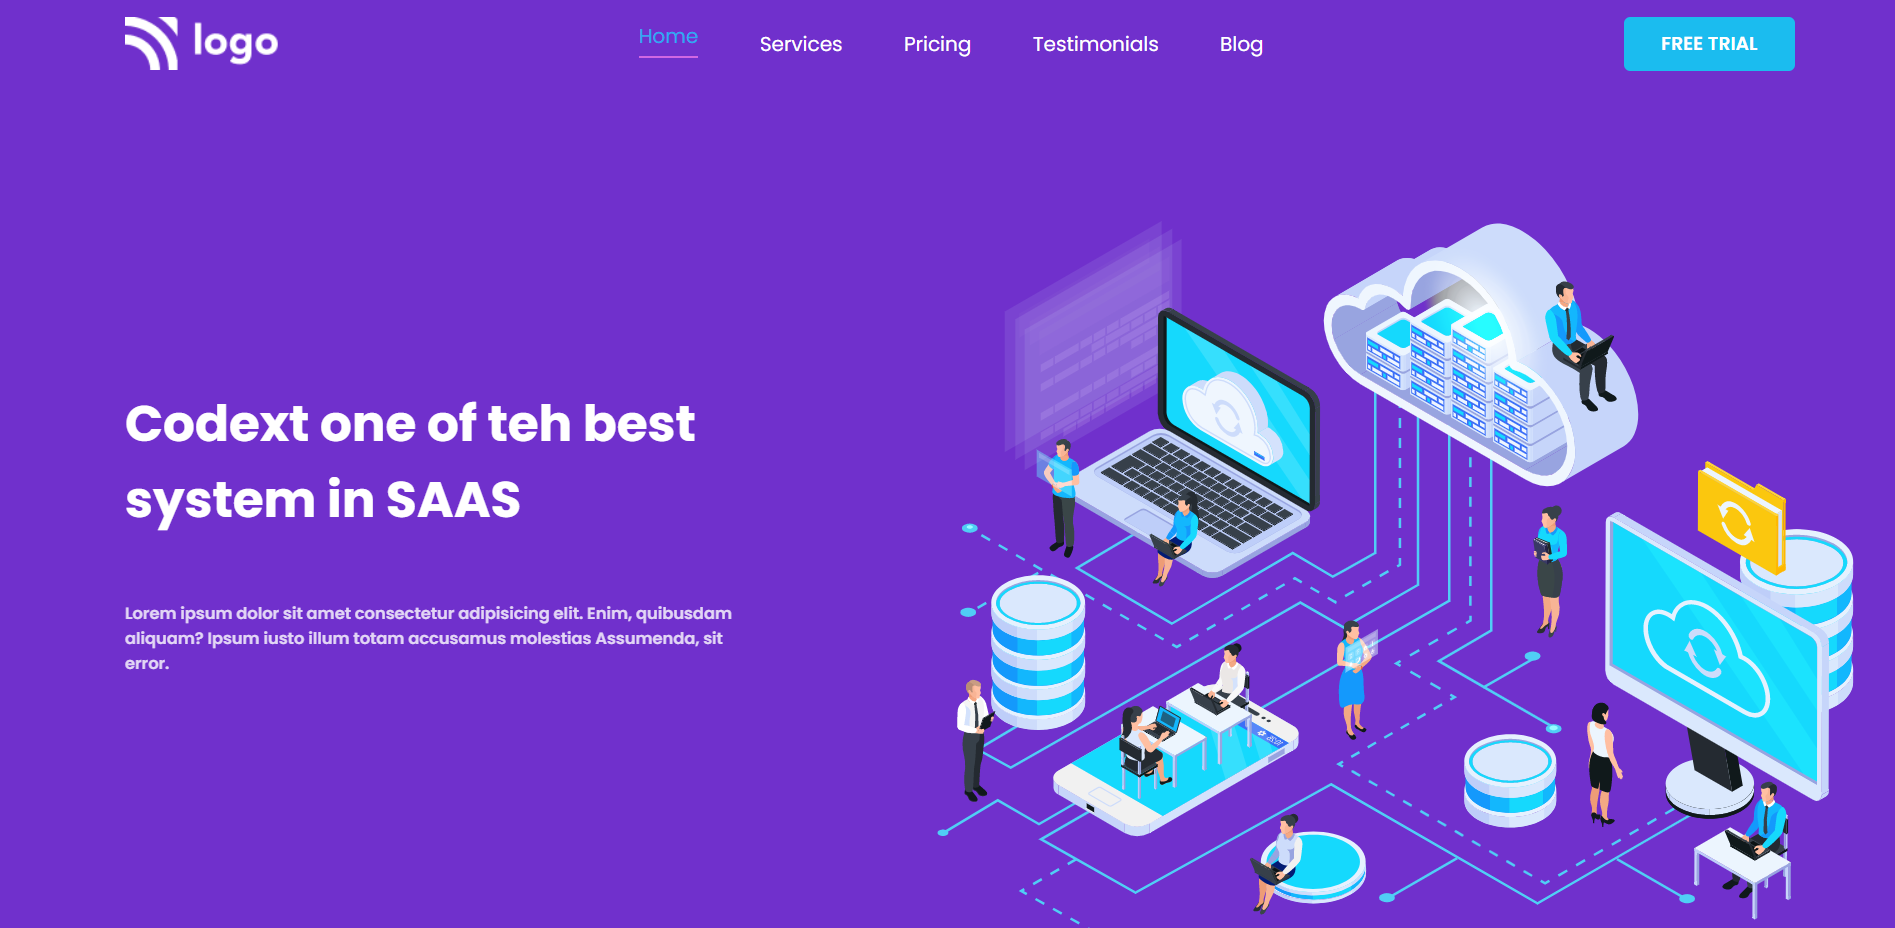 logo
Home
Services
Pricing
Testimonials
Blog
FREE TRIAL
Codext one of teh best
system in SAAS
Lorem ipsum dolor sit amet consectetur adipisicing elit. Enim, quibusdam
aliquam? Ipsum iusto illum totam accusamus molestias Assumenda, sit
error.